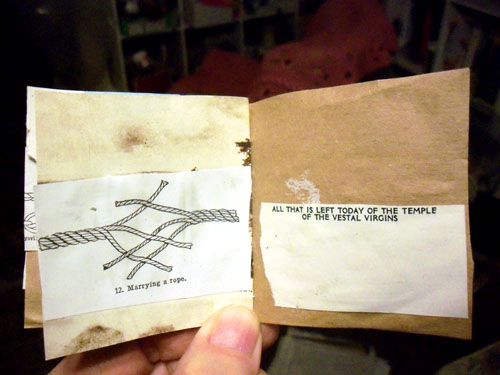 12. Marrying a rope.
ALL THAT IS LEFT TODAY OF THE TEMPLE
OF THE VESTAL VIRGINS